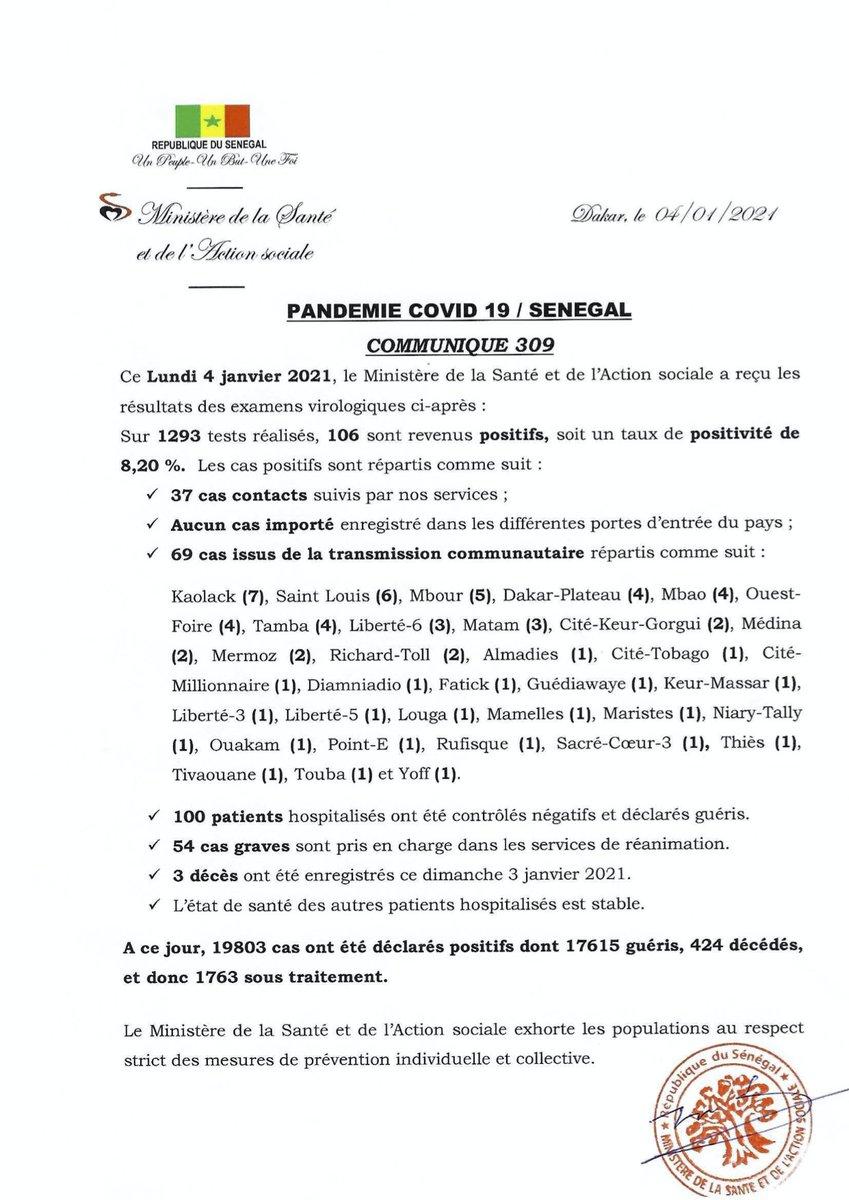 REPUBLIQUE DU SENEGAL
Un Peuple-Un But-Une Foi
Ministère de la Santé
et de l'Action sociale
Dakar, le 04/01/2021
PANDEMIE COVID 19 / SENEGAL
COMMUNIQUE 309
Ce Lundi 4 janvier 2021, le Ministère de la Santé et de l'Action sociale a reçu les
résultats des examens virologiques ci-après :
Sur 1293 tests réalisés, 106 sont revenus positifs, soit un taux de positivité de
8,20 %. Les cas positifs sont répartis comme suit :
✓ 37 cas contacts suivis par nos services ;
✓ Aucun cas importé enregistré dans les différentes portes d'entrée du pays ;
✓ 69 cas issus de la transmission communautaire répartis comme suit :
Kaolack (7), Saint Louis (6), Mbour (5), Dakar-Plateau (4), Mbao (4), Ouest-
Foire (4), Tamba (4), Liberté-6 (3), Matam (3), Cité-Keur-Gorgui (2), Médina
(2), Mermoz (2), Richard-Toll (2), Almadies (1), Cité-Tobago (1), Cité-
Millionnaire (1), Diamniadio (1), Fatick (1), Guédiawaye (1), Keur-Massar (1),
Liberté-3 (1), Liberté-5 (1), Louga (1), Mamelles (1), Maristes (1), Niary-Tally
(1), Ouakam (1), Point-E (1), Rufisque (1), Sacré-Cœur-3 (1), Thiès (1),
Tivaouane (1), Touba (1) et Yoff (1).
✓ 100 patients hospitalisés ont été contrôlés négatifs et déclarés guéris.
✓ 54 cas graves sont pris en charge dans les services de réanimation.
✓ 3 décès ont été enregistrés ce dimanche 3 janvier 2021.
✓ L'état de santé des autres patients hospitalisés est stable.
A ce jour, 19803 cas ont été déclarés positifs dont 17615 guéris, 424 décédés,
et donc 1763 sous traitement.
Le Ministère de la Santé et de l'Action sociale exhorte les populations au respect
strict des mesures de prévention individuelle et collective.
★ République du Sénégal ★
MINISTERE DE LA SANTE ET DE L'ACTION SOCIALE